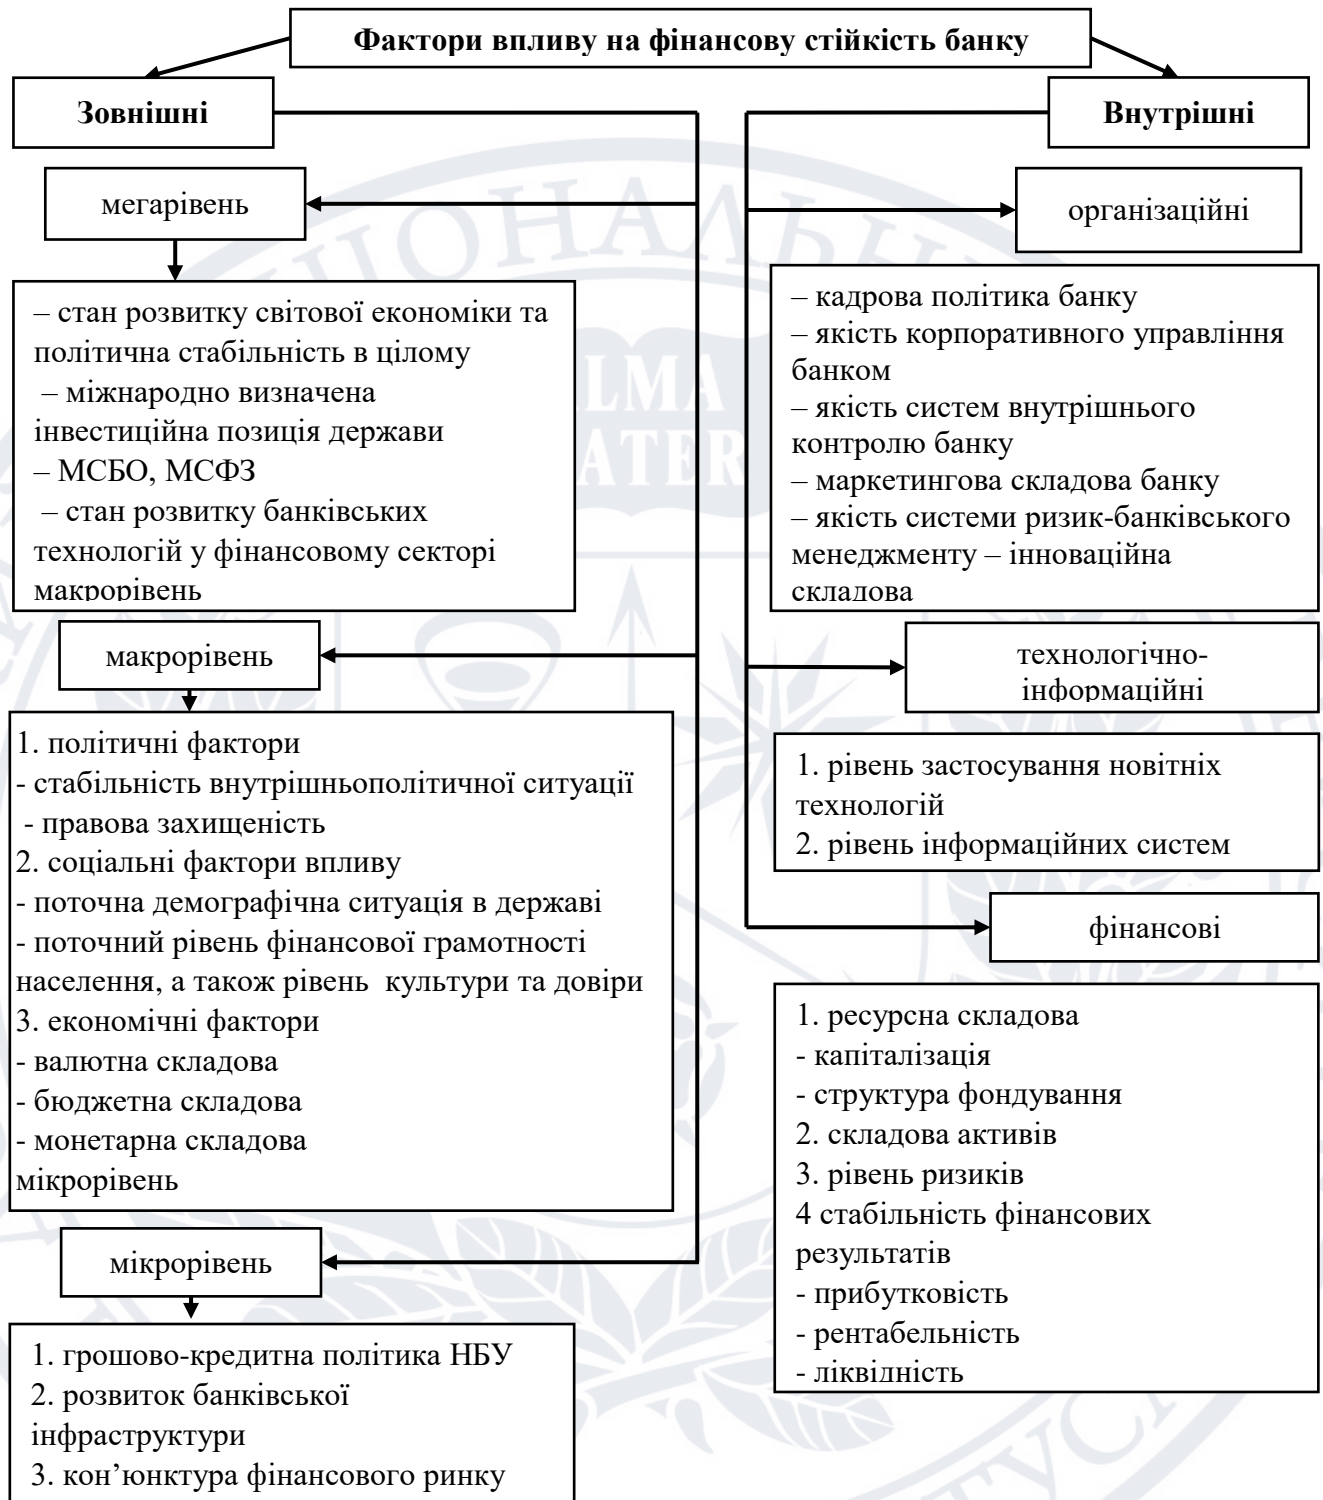 Фактори впливу на фінансову стійкість банку
Зовнішні
мегарівень
– стан розвитку світової економіки та
політична стабільність в цілому
– міжнародно визначена
інвестиційна позиція держави
– МСБО, МСФЗ
– стан розвитку банківських
технологій у фінансовому секторі
макрорівень
макрорівень
1. політичні фактори
- стабільність внутрішньополітичної ситуації
- правова захищеність
2. соціальні фактори впливу
- поточна демографічна ситуація в державі
- поточний рівень фінансової грамотності
населення, а також рівень культури та довіри
3. економічні фактори
- валютна складова
- бюджетна складова
- монетарна складова
мікрорівень
мікрорівень
1. грошово-кредитна політика НБУ
2. розвиток банківської
інфраструктури
3. кон’юнктура фінансового ринку
Внутрішні
організаційні
– кадрова політика банку
– якість корпоративного управління
банком
– якість систем внутрішнього
контролю банку
– маркетингова складова банку
– якість системи ризик-банківського
менеджменту – інноваційна
складова
технологічно-
інформаційні
1. рівень застосування новітніх
технологій
2. рівень інформаційних систем
фінансові
1. ресурсна складова
- капіталізація
- структура фондування
2. складова активів
3. рівень ризиків
4 стабільність фінансових
результатів
- прибутковість
- рентабельність
- ліквідність
ALMA
MATER